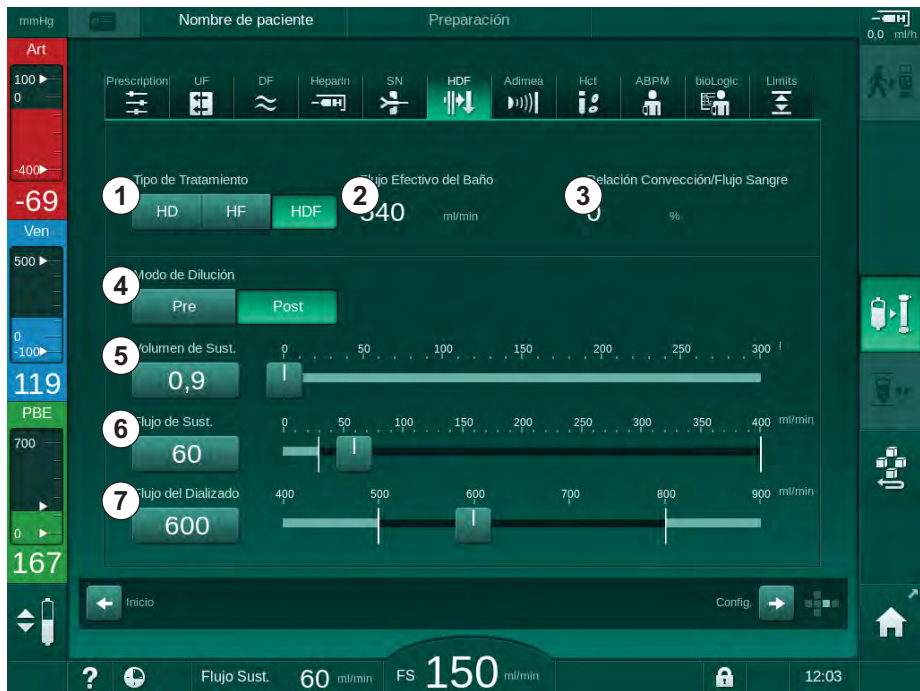 mmHg
Nombre de paciente
Preparación
0,0 ml/h
Art
100
0
-400
-69
Ven
500
0
-100
119
PBE
700
0
167
Prescription
UF
DF
Heparin
SN
HDF
Adimea
Hct
ABPM
bioLogic
Limits
1
Tipo de Tratamiento
HD HF HDF
2
Flujo Efectivo del Baño
540 ml/min
3
Relación Convección/Flujo Sangre
0 %
4
Modo de Dilución
Pre Post
5
Volumen de Sust.
0,9
0 50 100 150 200 250 300 l
6
Flujo de Sust.
60
0 50 100 150 200 250 300 350 400 ml/min
7
Flujo del Dializado
600
400 500 600 700 800 900 ml/min
Inicio
Config.
? Flujo Sust. 60 ml/min FS 150 ml/min 12:03